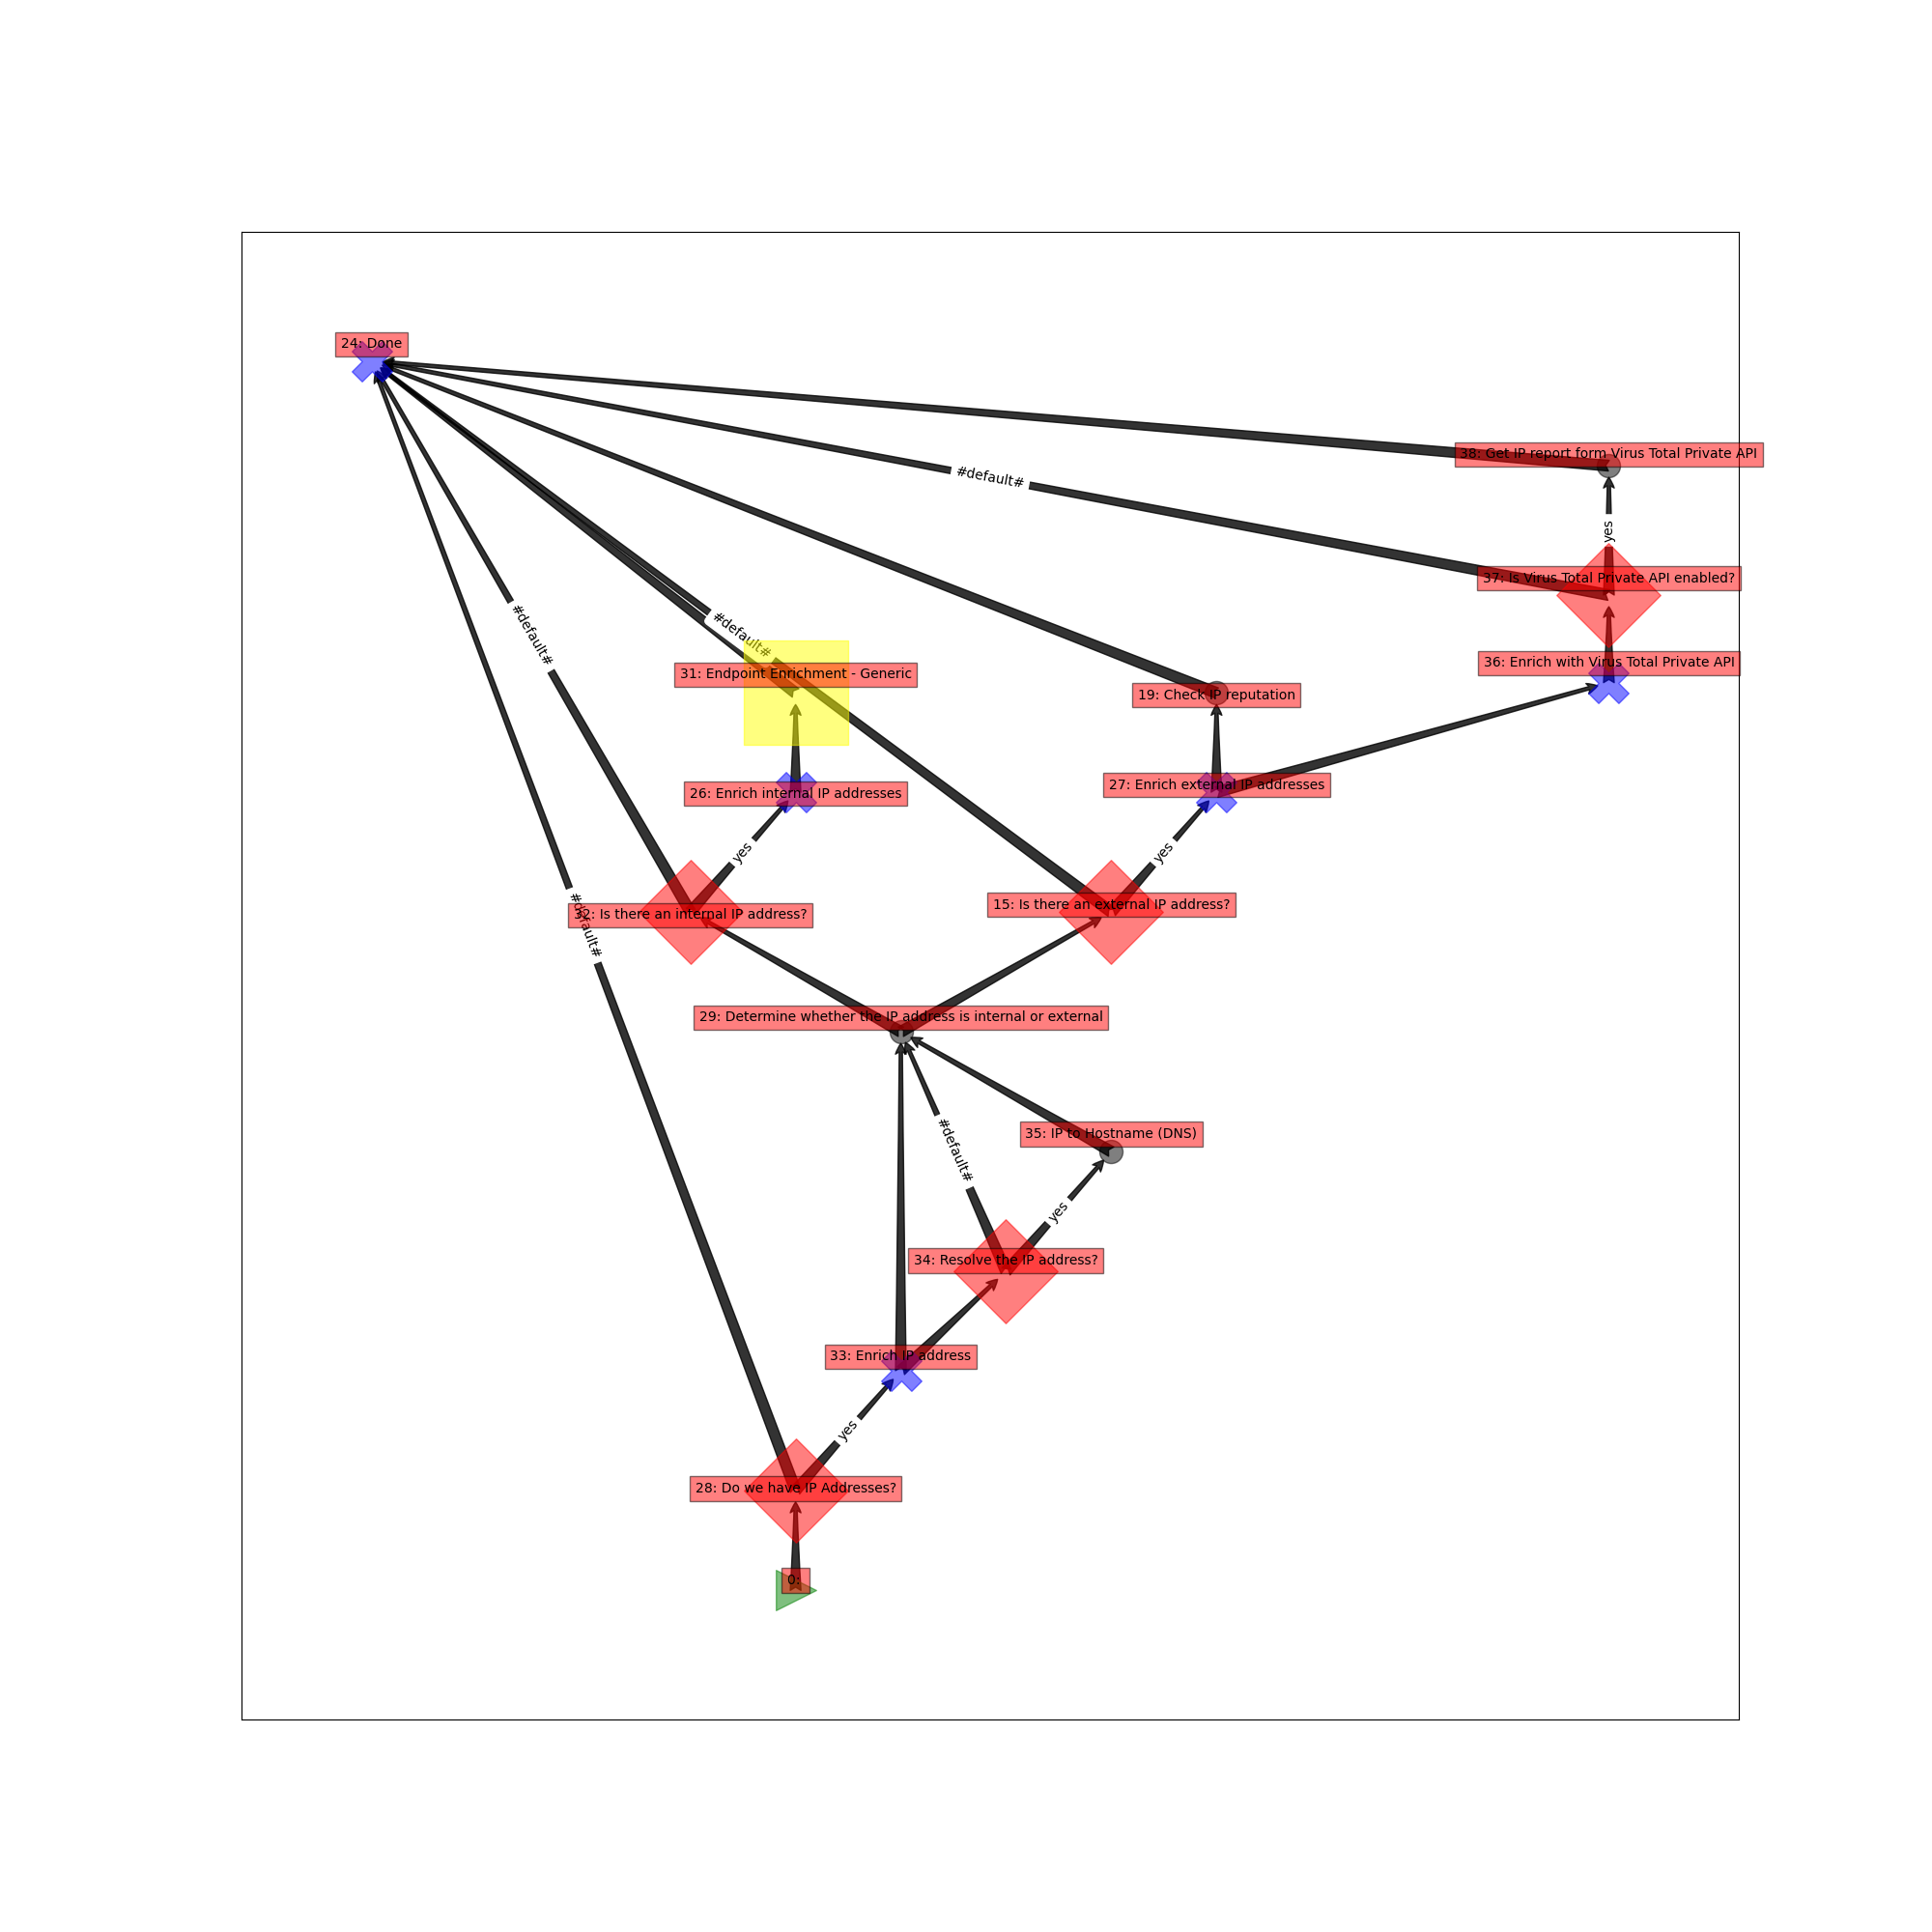 24: Done
38: Get IP report form Virus Total Private API
#default#
yes
37: Is Virus Total Private API enabled?
#default#
#default#
36: Enrich with Virus Total Private API
31: Endpoint Enrichment - Generic
19: Check IP reputation
27: Enrich external IP addresses
26: Enrich internal IP addresses
yes
yes
15: Is there an external IP address?
32: Is there an internal IP address?
#default#
29: Determine whether the IP address is internal or external
35: IP to Hostname (DNS)
#default#
yes
34: Resolve the IP address?
33: Enrich IP address
yes
28: Do we have IP Addresses?
0: